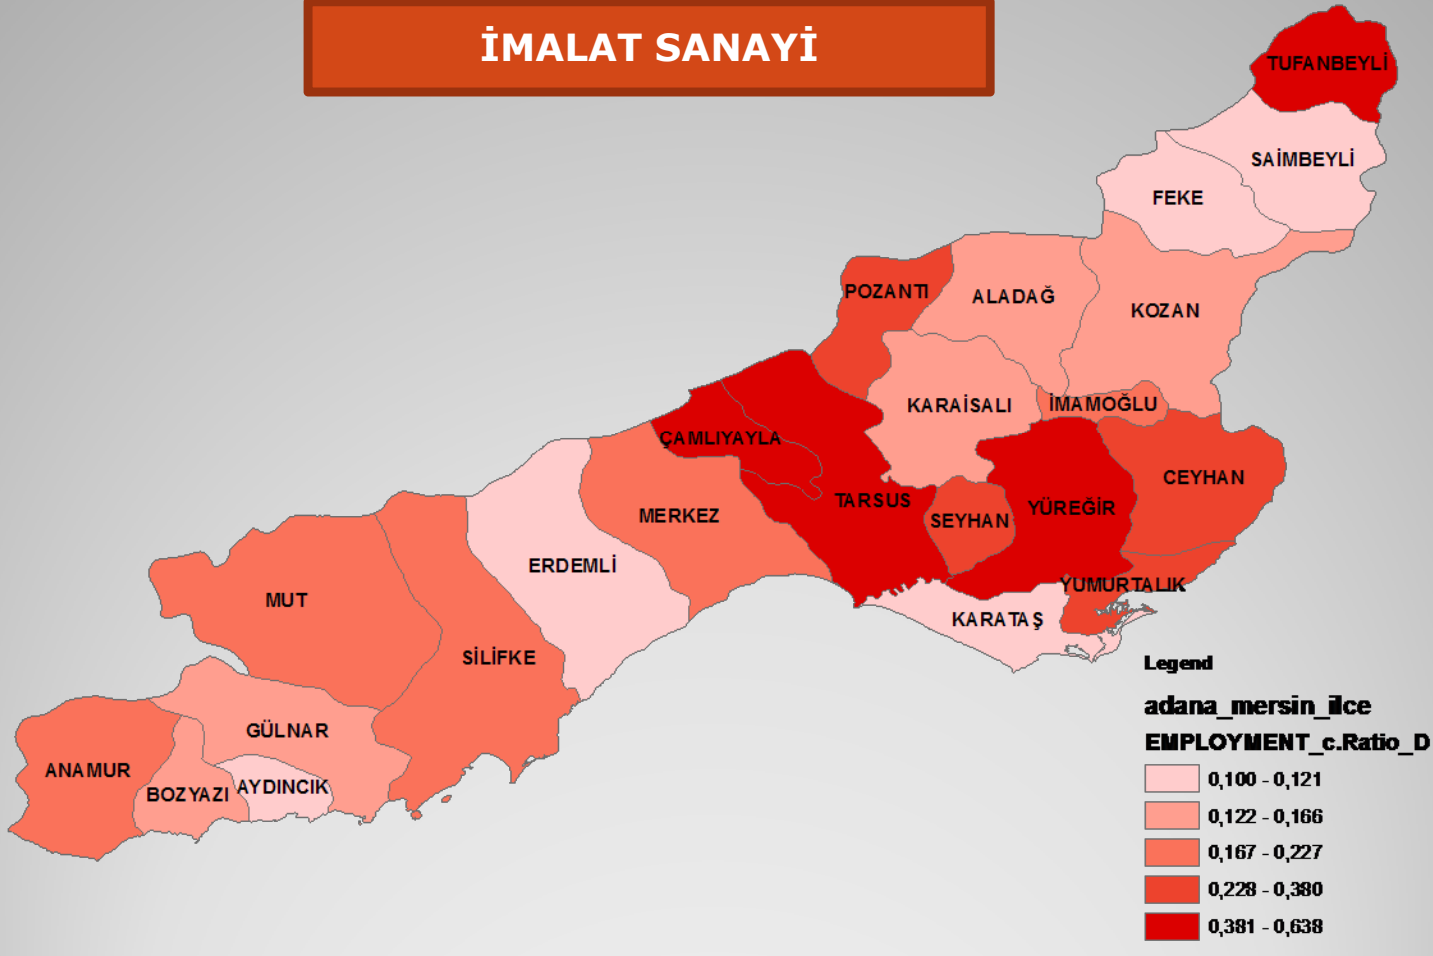 İMALAT SANAYİ
TUFANBEYLİ
SAİMBEYLİ
FEKE
POZANTI
ALADAĞ
KOZAN
KARAİSALI
İMAMOĞLU
ÇAMLIYAYLA
CEYHAN
TARSUS
YÜREĞİR
MERKEZ
SEYHAN
ERDEMLİ
YUMURTALIK
MUT
KARATAŞ
SİLİFKE
GÜLNAR
ANAMUR
BOZYAZI
AYDINCIK
Legend
adana_mersin_ilce
EMPLOYMENT_c.Ratio_D
0,100 - 0,121
0,122 - 0,166
0,167 - 0,227
0,228 - 0,380
0,381 - 0,638